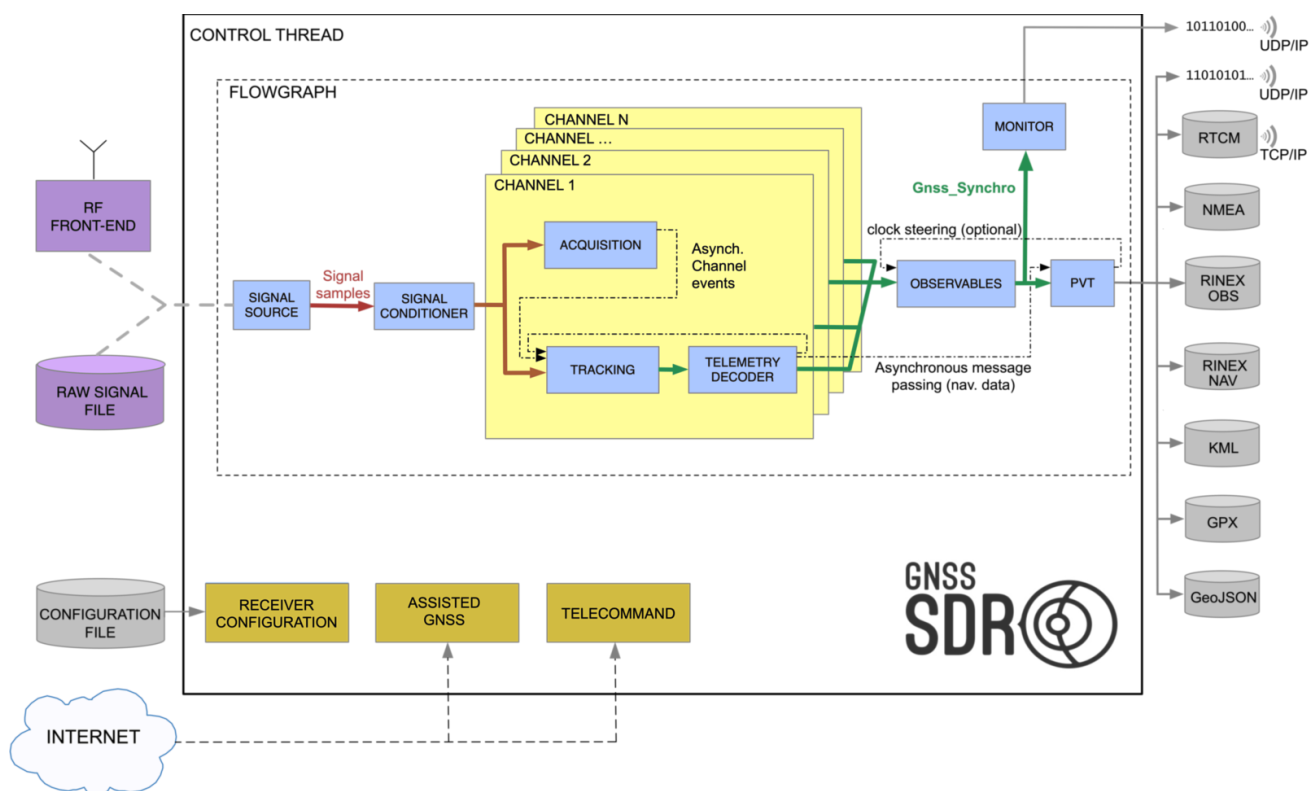 CONTROL THREAD
10110100...
UDP/IP
11010101...
UDP/IP
FLOWGRAPH
CHANNEL N
CHANNEL ...
CHANNEL 2
CHANNEL 1
MONITOR
RTCM
TCP/IP
RF
FRONT-END
Gnss_Synchro
NMEA
ACQUISITION
Asynch.
Channel
events
clock steering (optional)
Signal
samples
SIGNAL
SOURCE
SIGNAL
CONDITIONER
OBSERVABLES
PVT
RINEX
OBS
RAW SIGNAL
FILE
TRACKING
TELEMETRY
DECODER
Asynchronous message
passing (nav. data)
RINEX
NAV
KML
GPX
CONFIGURATION
FILE
RECEIVER
CONFIGURATION
ASSISTED
GNSS
TELECOMMAND
GNSS
SDR
GeoJSON
INTERNET